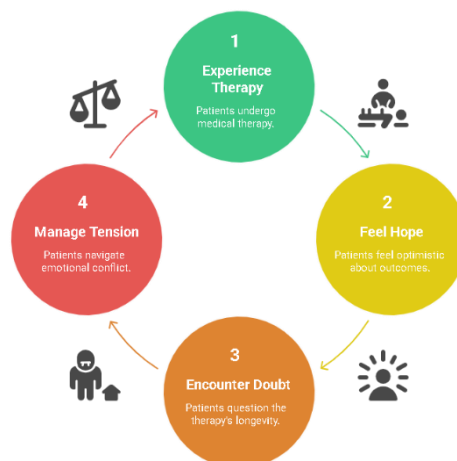 1
Experience
Therapy
Patients undergo
medical therapy.
2
Feel Hope
Patients feel optimistic
about outcomes.
3
Encounter Doubt
Patients question the
therapy's longevity.
4
Manage Tension
Patients navigate
emotional conflict.